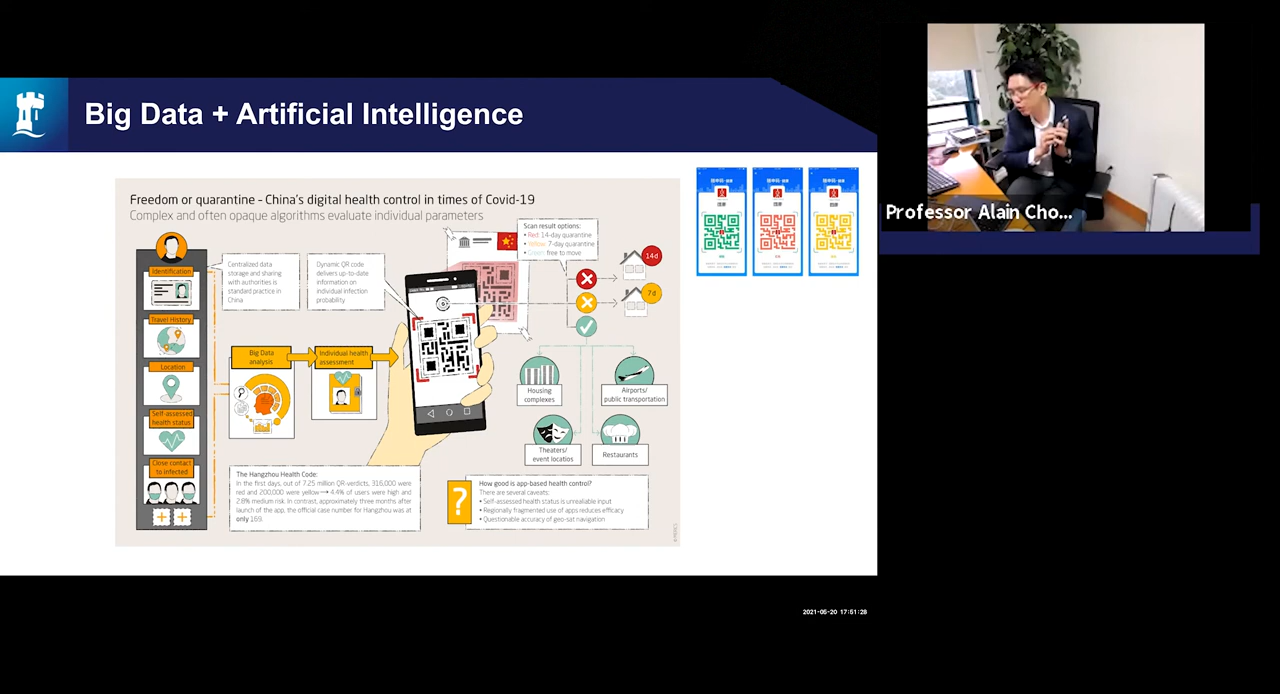 Big Data + Artificial Intelligence
Freedom or quarantine - China's digital health control in times of Covid-19
Complex and often opaque algorithms evaluate individual parameters
Identification
Travel History
Location
Self-assessed
health status
Close contact
to infected
Centralized data
storage and sharing
with authorities is
standard practice in
China
Dynamic QR code
delivers up-to-date
information on
individual infection
probability
Big Data
analysis
Individual health
assessment
Scan result options:
• Red: 14-day quarantine
• Yellow: 7-day quarantine
• Green: free to move
14d
7d
Housing
complexes
Airports/
public transportation
Theaters/
event locatios
Restaurants
The Hangzhou Health Code:
In the first days, out of 7.25 million QR-verdicts, 316,000 were
red and 200,000 were yellow → 4.4% of users were high and
2.8% medium risk. In contrast, approximately three months after
launch of the app, the official case number for Hangzhou was at
only 169.
?
How good is app-based health control?
There are several caveats:
• Self-assessed health status is unrealiable input
• Regionally fragmented use of apps reduces efficacy
• Questionable accuracy of geo-sat navigation
Professor Alain Cho...
2021-05-20 17:51:28